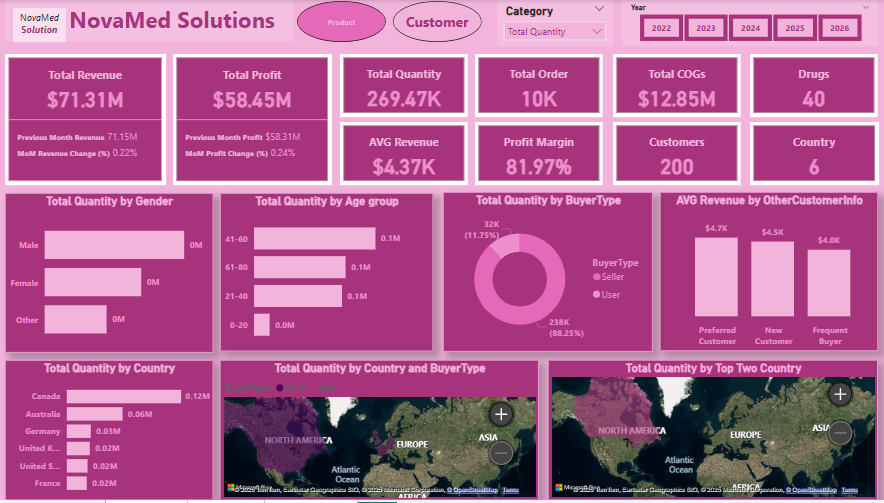 NovaMed
Solution
NovaMed Solutions
Product
Customer
Category
Total Quantity
Year
2022
2023
2024
2025
2026
Total Revenue
$71.31M
Previous Month Revenue 71.15M
MoM Revenue Change (%) 0.22%
Total Profit
$58.45M
Previous Month Profit $58.31M
MoM Profit Change (%) 0.24%
Total Quantity
269.47K
Total Order
10K
Total COGs
$12.85M
Drugs
40
AVG Revenue
$4.37K
Profit Margin
81.97%
Customers
200
Country
6
Total Quantity by Gender
Male
0M
Female
0M
Other
0M
Total Quantity by Age group
41-60
0.1M
61-80
0.1M
21-40
0.1M
0-20
0.0M
Total Quantity by BuyerType
32K
(11.75%)
238K
(88.25%)
BuyerType
Seller
User
AVG Revenue by OtherCustomerInfo
$4.7K
$4.5K
$4.0K
Preferred
Customer
New
Customer
Frequent
Buyer
Total Quantity by Country
Canada
0.12M
Australia
0.06M
Germany
0.03M
United K...
0.02M
United S...
0.02M
France
0.02M
Total Quantity by Country and BuyerType
NORTH AMERICA
EUROPE
ASIA
Atlantic
Ocean
AFRICA
© 2025 TomTom, Earthstar Geographics SIO, © 2025 Microsoft Corporation, © OpenStreetMap Terms
Total Quantity by Top Two Country
NORTH AMERICA
EUROPE
ASIA
Atlantic
Ocean
© 2025 TomTom, Earthstar Geographics SIO, © 2025 Microsoft Corporation, © OpenStreetMap Terms